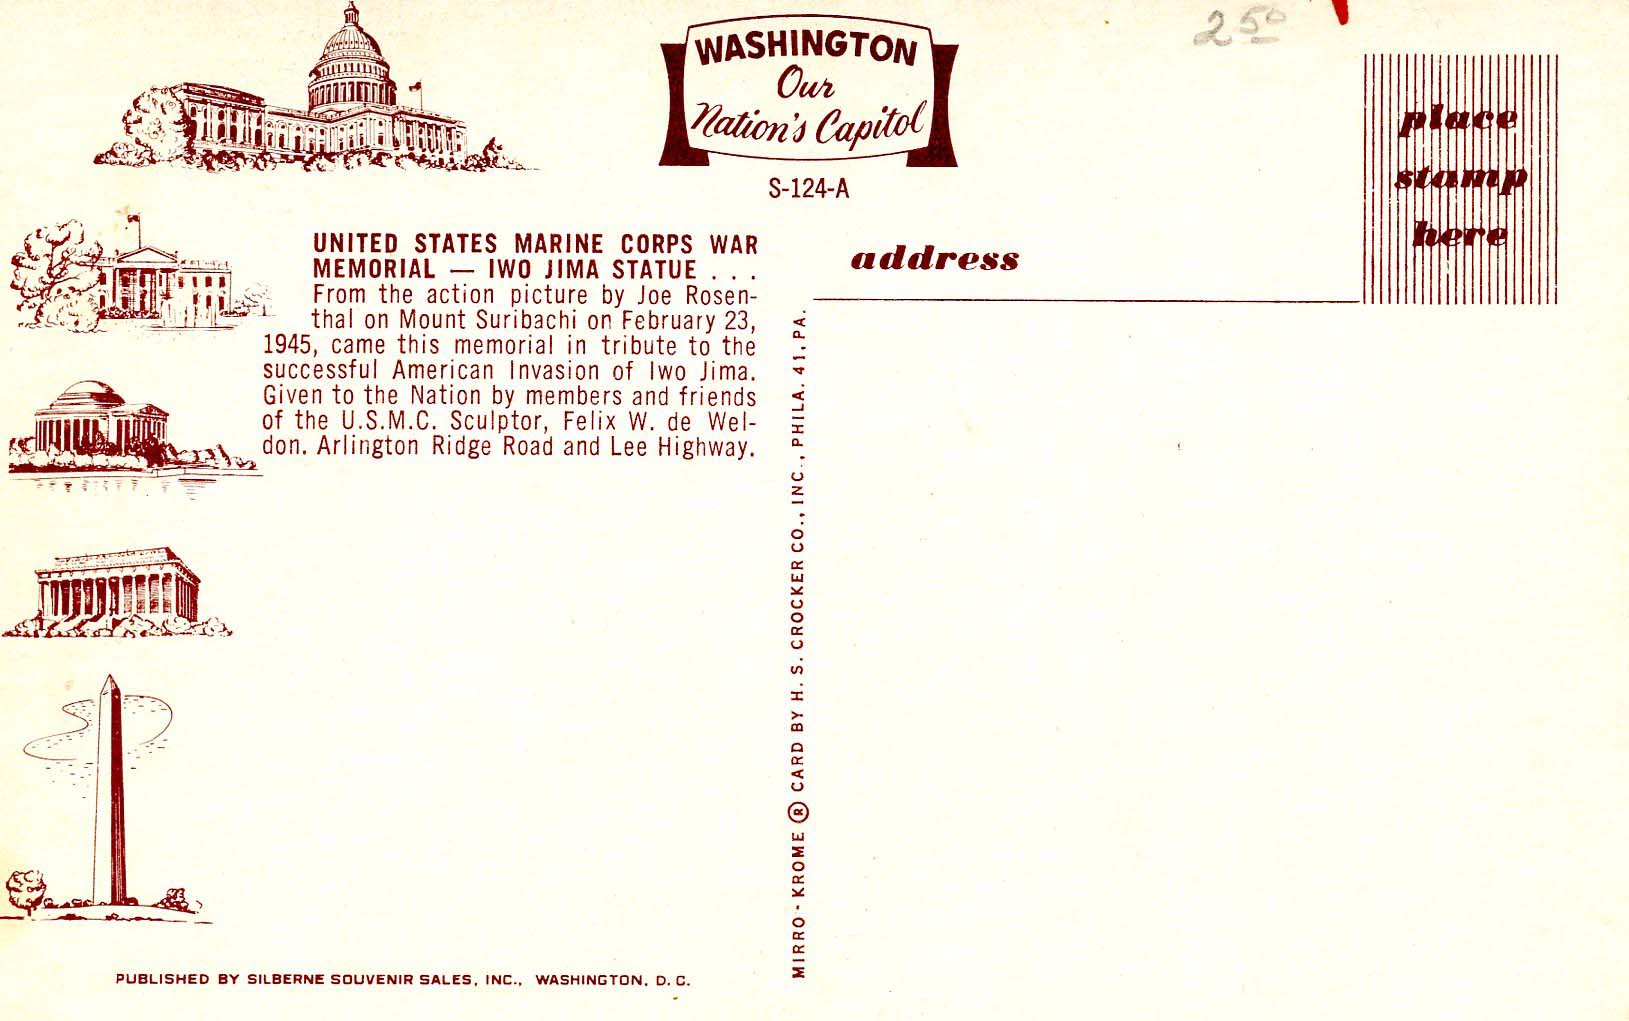 2 50
WASHINGTON
Our
Nation's Capitol
S-124-A
place
stamp
here
UNITED STATES MARINE CORPS WAR
MEMORIAL — IWO JIMA STATUE . . .
From the action picture by Joe Rosen-
thal on Mount Suribachi on February 23,
1945, came this memorial in tribute to the
successful American Invasion of Iwo Jima.
Given to the Nation by members and friends
of the U.S.M.C. Sculptor, Felix W. de Wel-
don. Arlington Ridge Road and Lee Highway.
address
MIRRO-KROME ® CARD BY H. S. CROCKER CO., INC., PHILA. 41, PA.
PUBLISHED BY SILBERNE SOUVENIR SALES, INC., WASHINGTON, D. C.